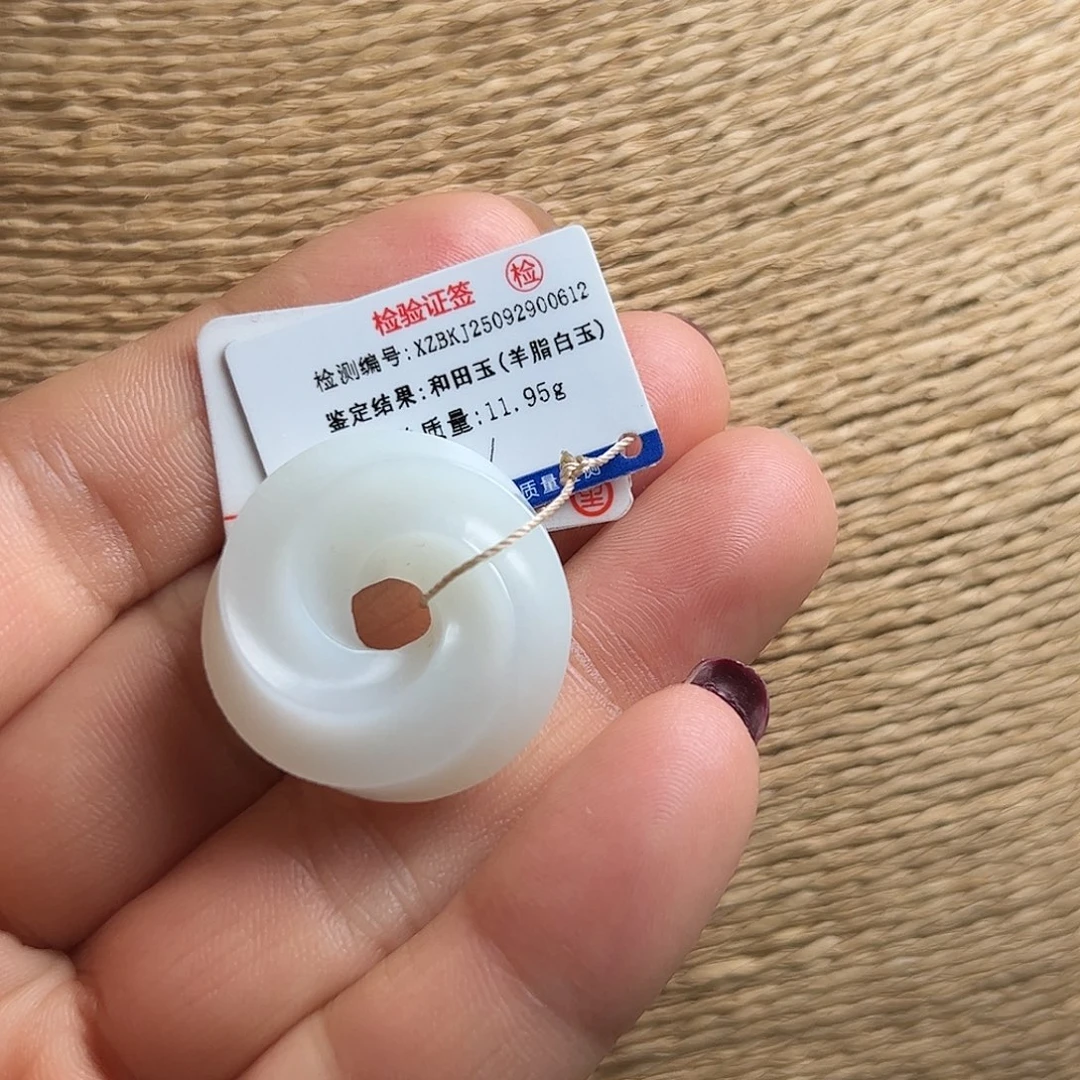 检验证签 检
检测编号:XZBKJ25092900612
鉴定结果:和田玉(羊脂白玉)
质量:11.95g
质量